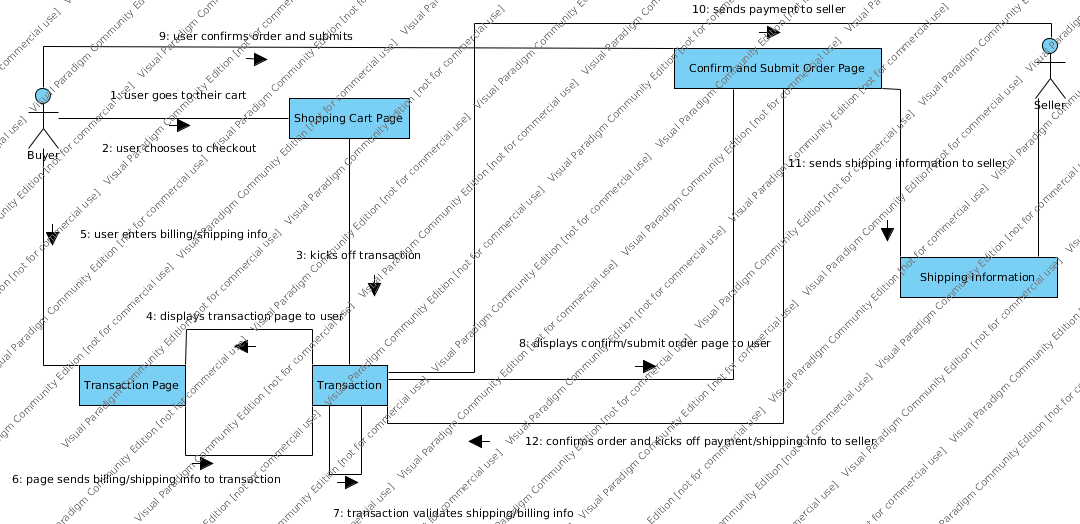 10: sends payment to seller
9: user confirms order and submits
Confirm and Submit Order Page
1: user goes to their cart
Seller
Shopping Cart Page
2: user chooses to checkout
Buyer
11: sends shipping information to seller
5: user enters billing/shipping info
3: kicks off transaction
Shipping Information
4: displays transaction page to user
8: displays confirm/submit order page to user
Transaction Page
Transaction
12: confirms order and kicks off payment/shipping info to seller
6: page sends billing/shipping info to transaction
7: transaction validates shipping/billing info
Visual Paradigm Community Edition [not for commercial use]